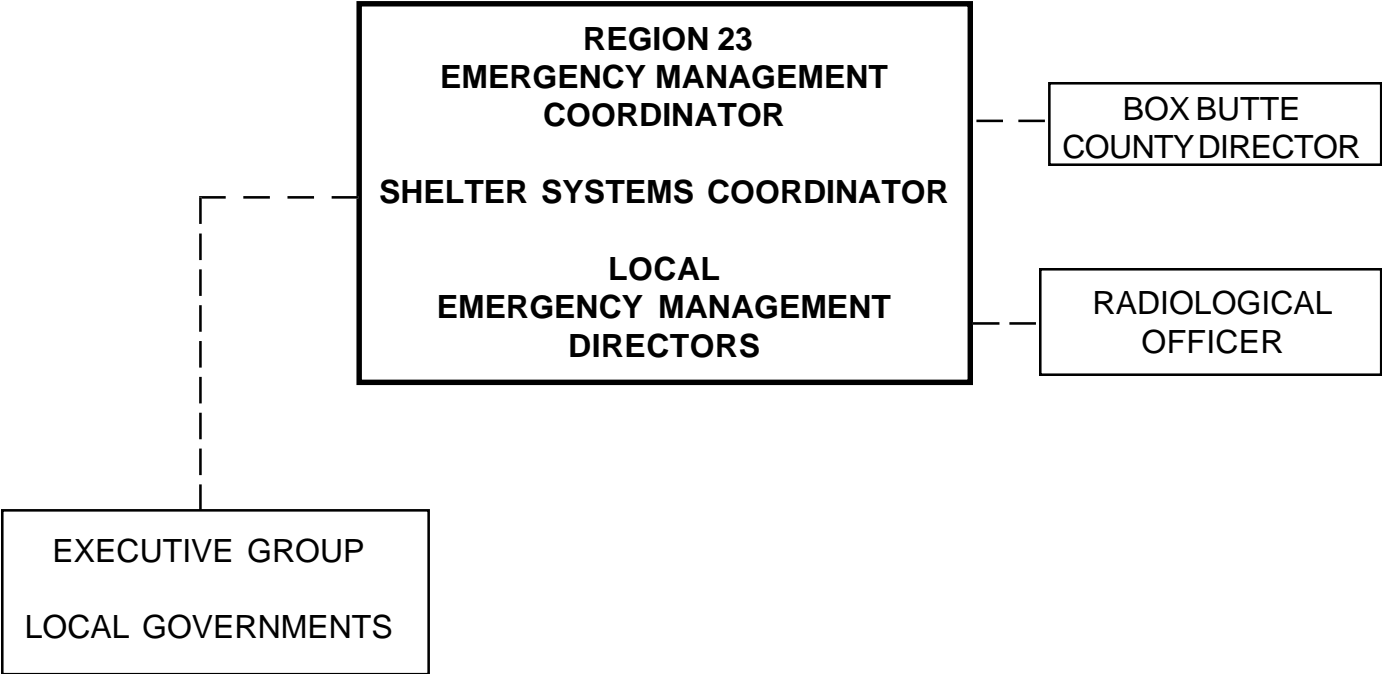 REGION 23
EMERGENCY MANAGEMENT
COORDINATOR
SHELTER SYSTEMS COORDINATOR
LOCAL
EMERGENCY MANAGEMENT
DIRECTORS
BOX BUTTE
COUNTY DIRECTOR
RADIOLOGICAL
OFFICER
EXECUTIVE GROUP
LOCAL GOVERNMENTS